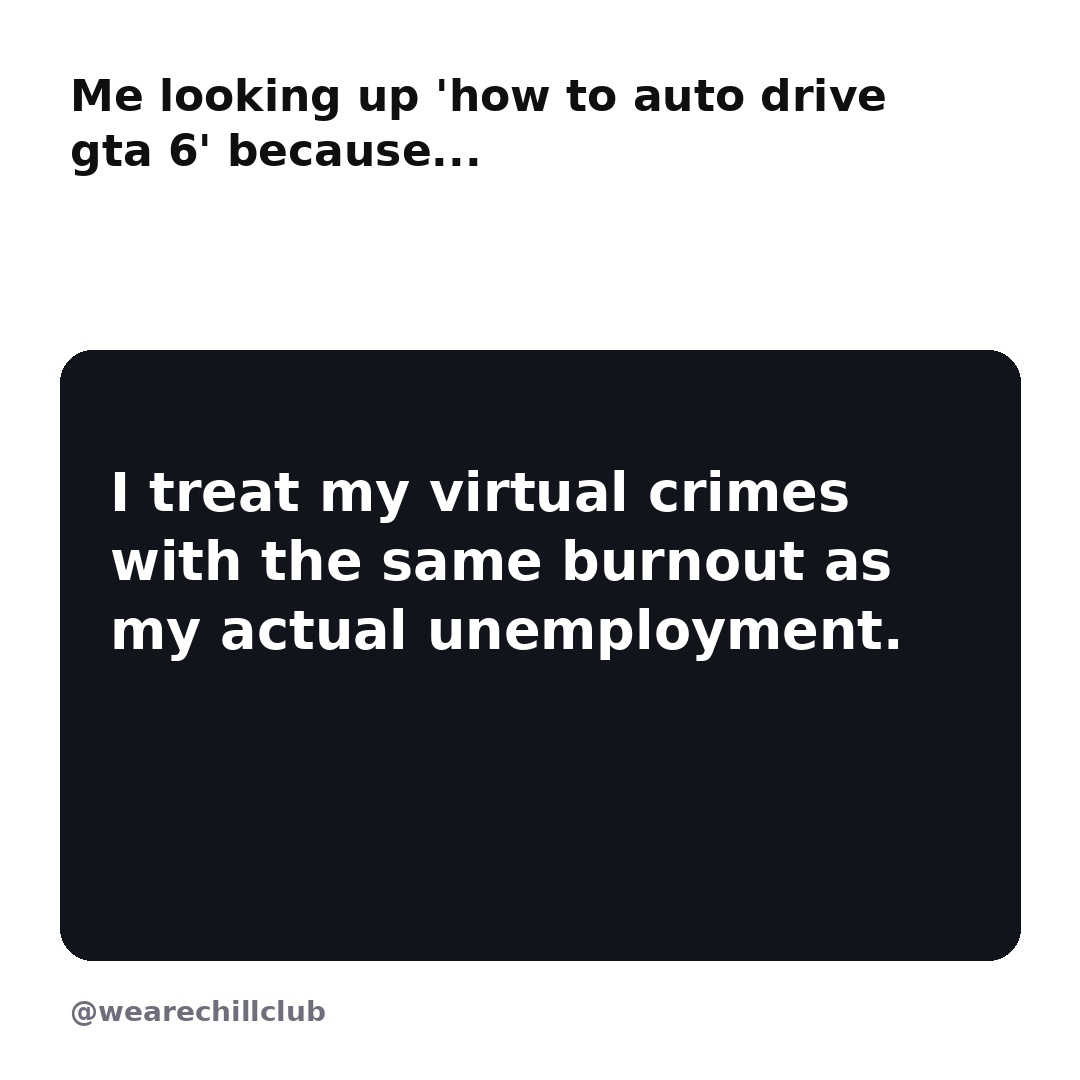 Me looking up 'how to auto drive
gta 6' because...
I treat my virtual crimes
with the same burnout as
my actual unemployment.
@wearechillclub